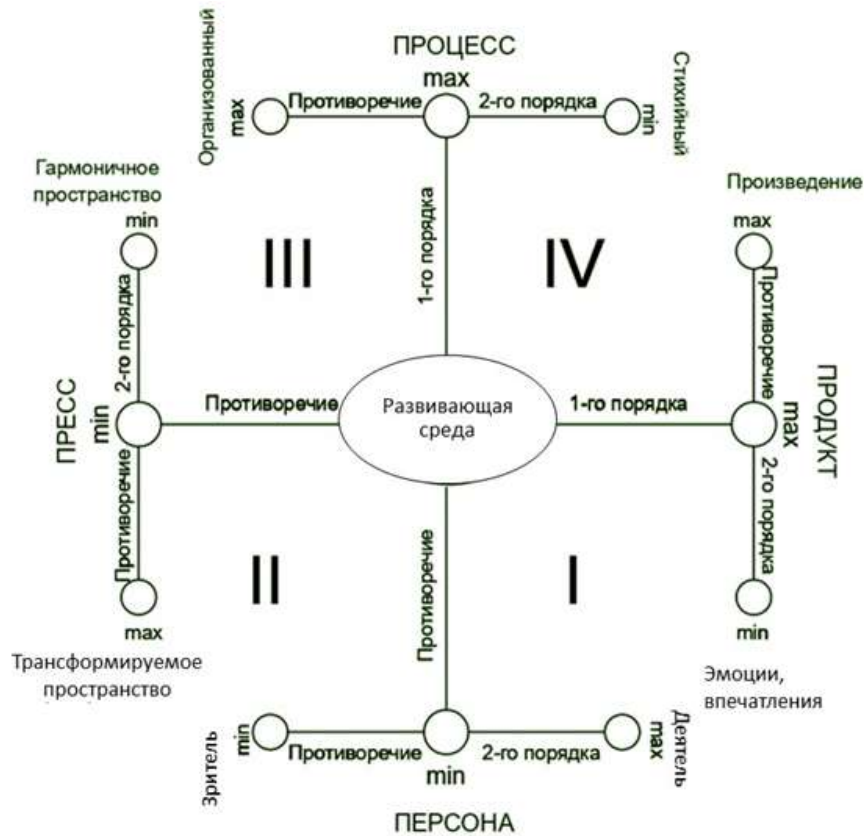 ПРОЦЕСС
max
Организованный
max
Противоречие
2-го порядка
min
Стихийный
Гармоничное
пространство
min
Произведение
max
1-го порядка
III
IV
2-го порядка
Противоречие
ПРЕСС
min
Противоречие
Развивающая
среда
1-го порядка
max
ПРОДУКТ
Противоречие
2-го порядка
II
I
Противоречие
max
min
Трансформируемое
пространство
Эмоции,
впечатления
Зритель
min
Противоречие
2-го порядка
max
Деятель
min
ПЕРСОНА